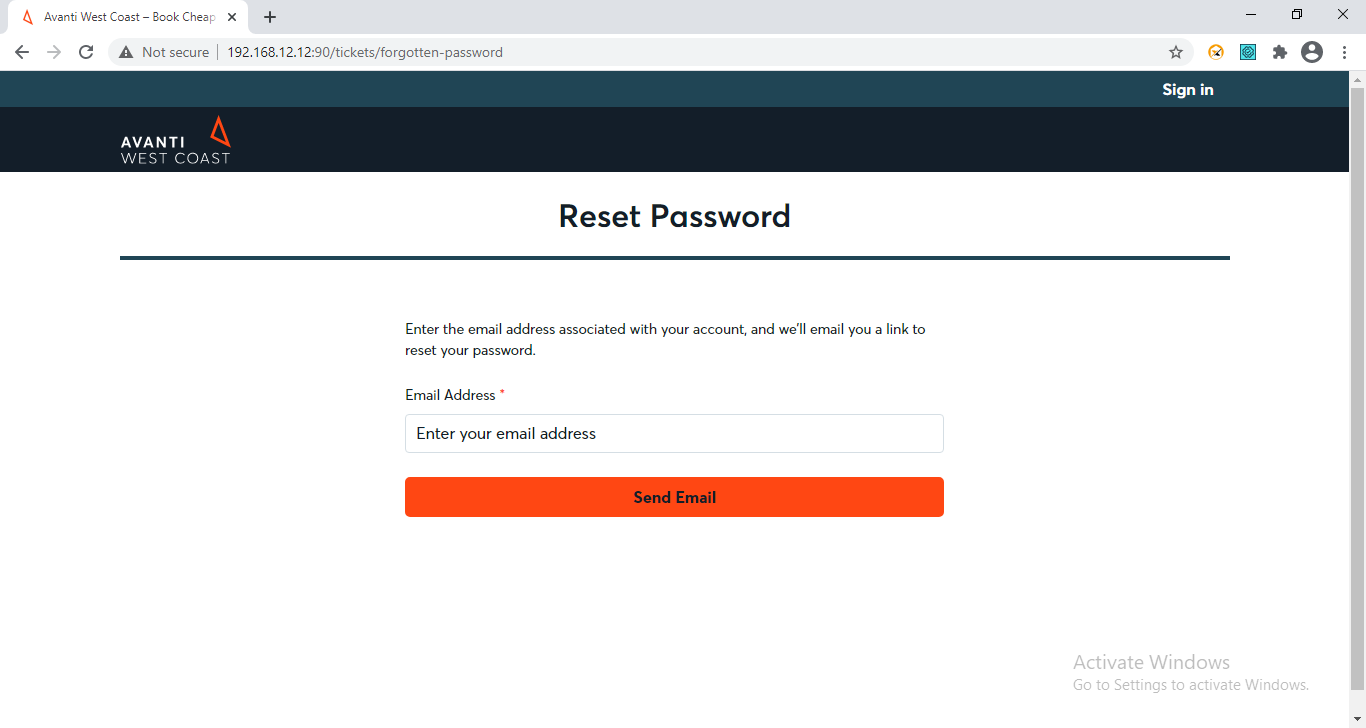 Avanti West Coast – Book Cheap
Not secure
192.168.12.12:90/tickets/forgotten-password
Sign in
AVANTI
WEST COAST
Reset Password
Enter the email address associated with your account, and we'll email you a link to
reset your password.
Email Address *
Enter your email address
Send Email
Activate Windows
Go to Settings to activate Windows.